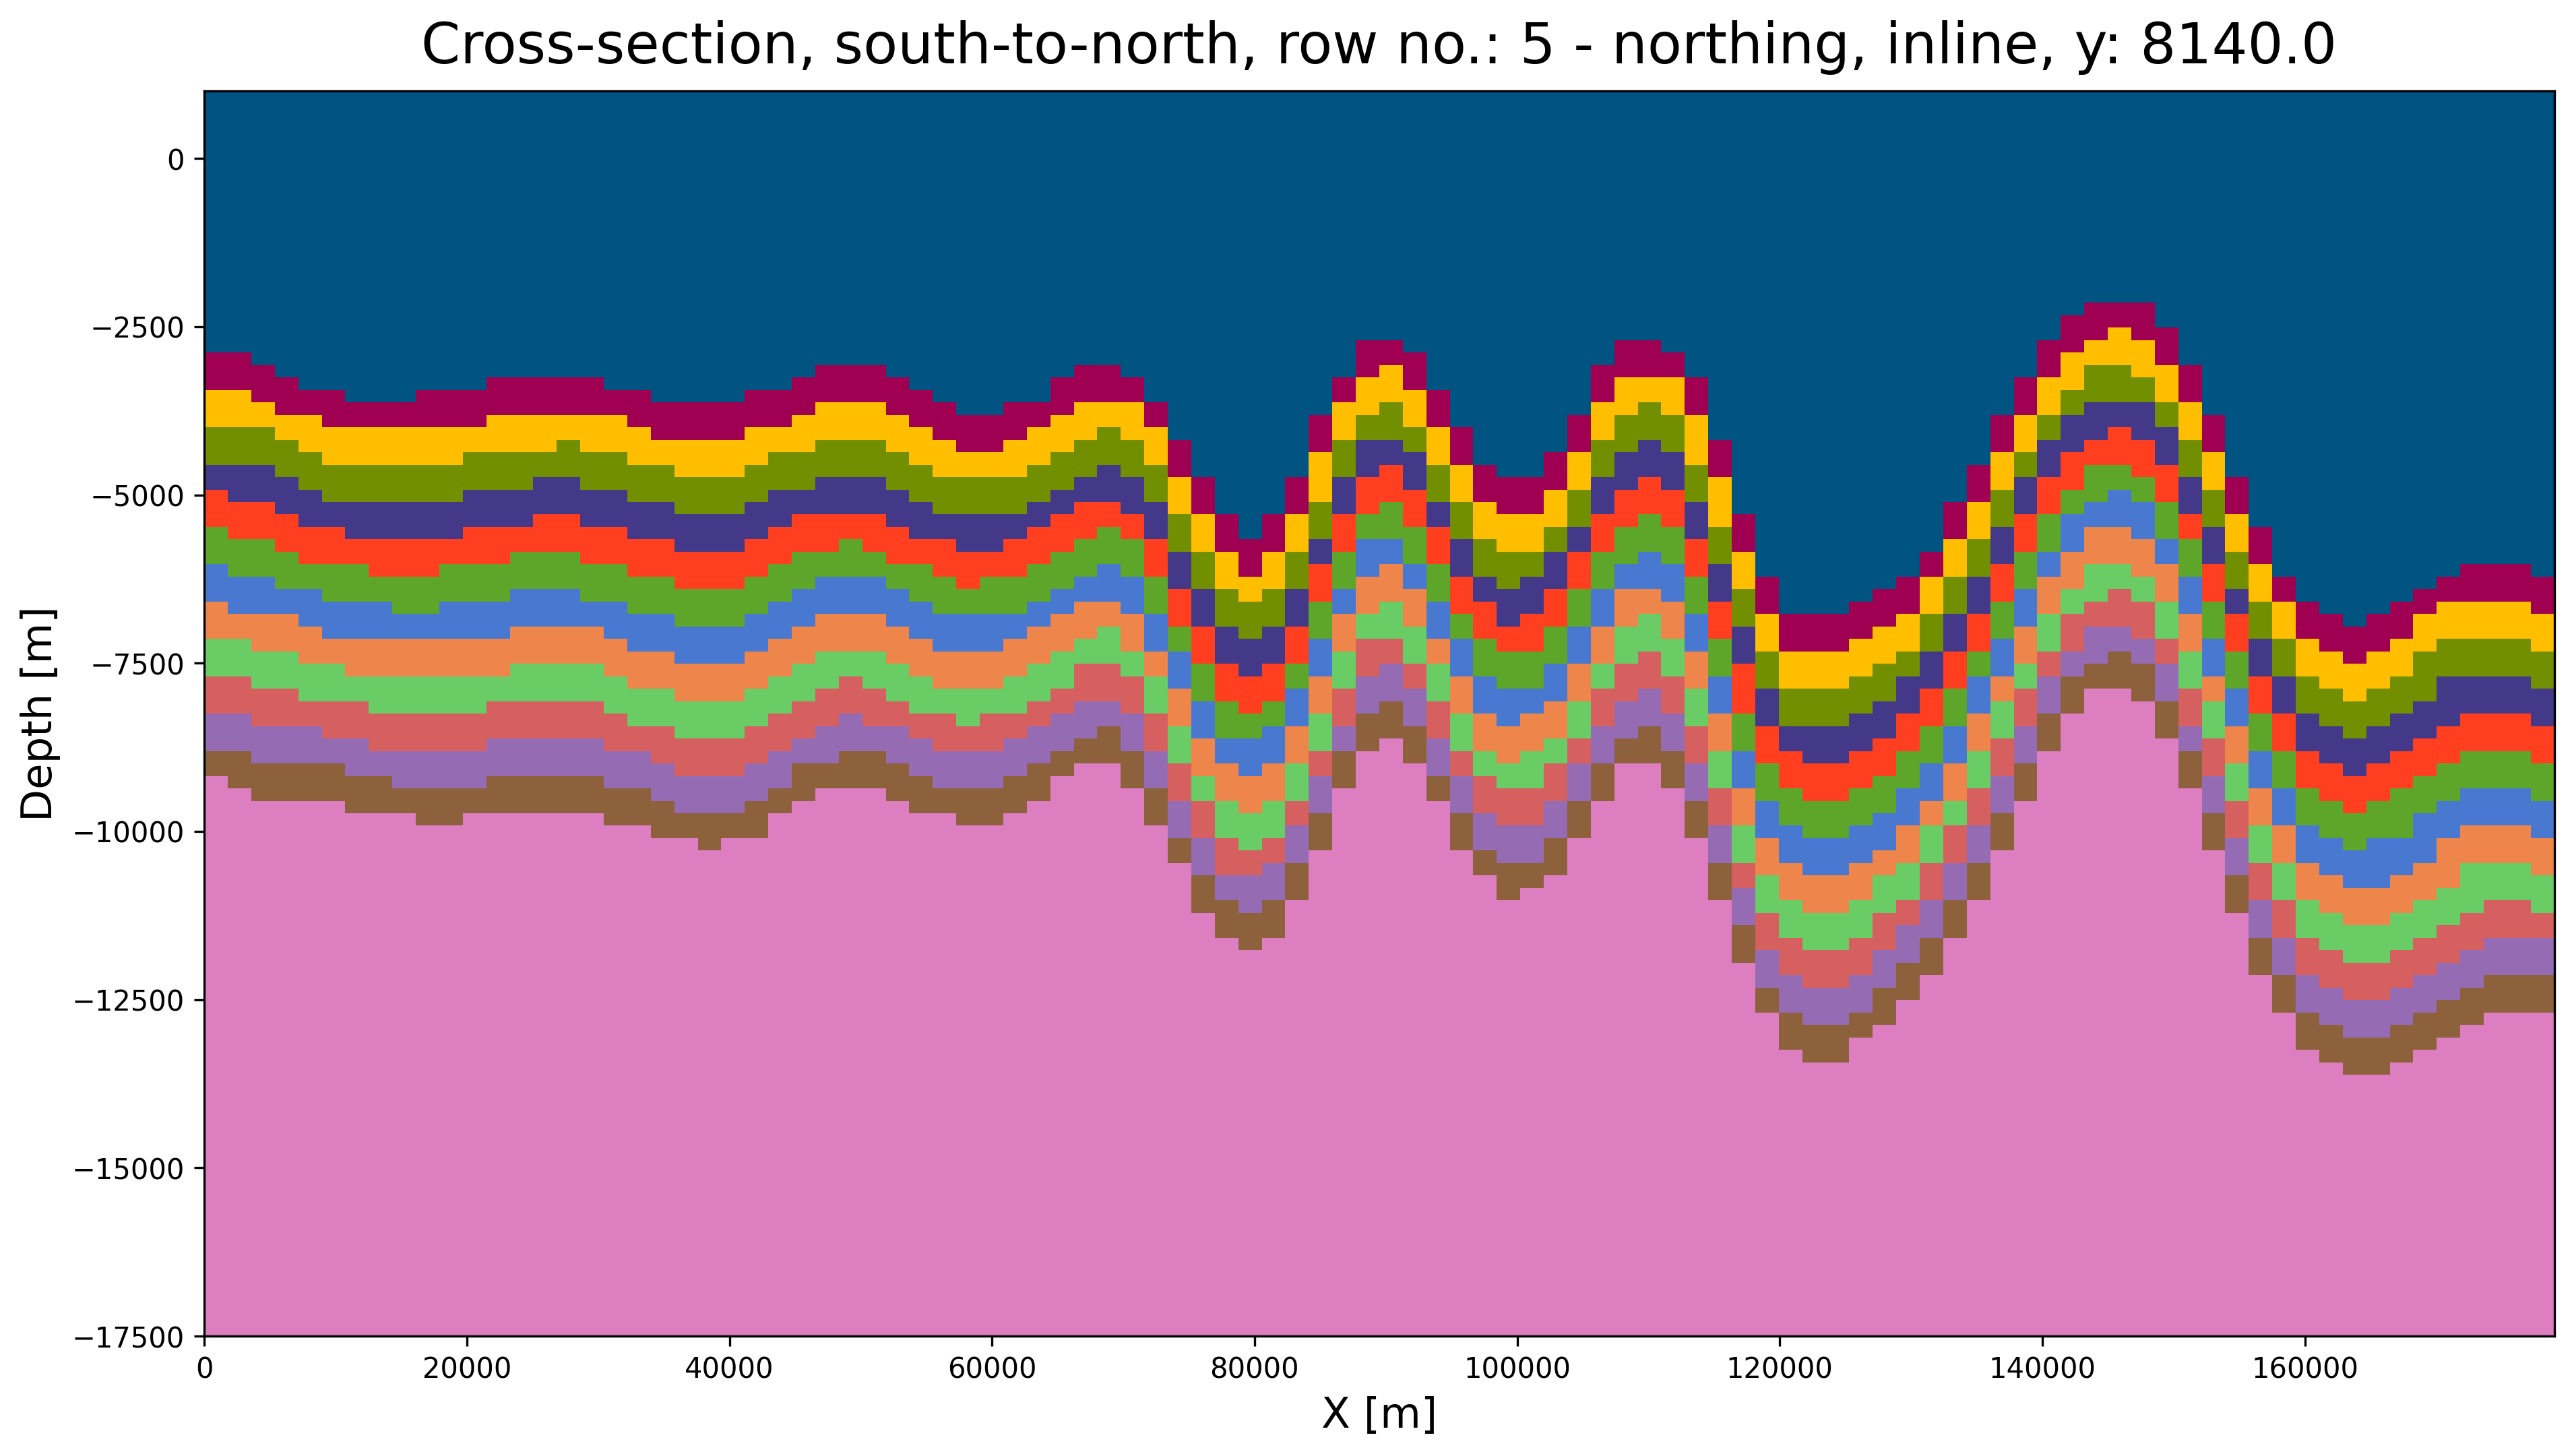 Cross-section, south-to-north, row no.: 5 - northing, inline, y: 8140.0
Depth [m]
0
−2500
−5000
−7500
−10000
−12500
−15000
−17500
0 20000 40000 60000 80000 100000 120000 140000 160000
X [m]